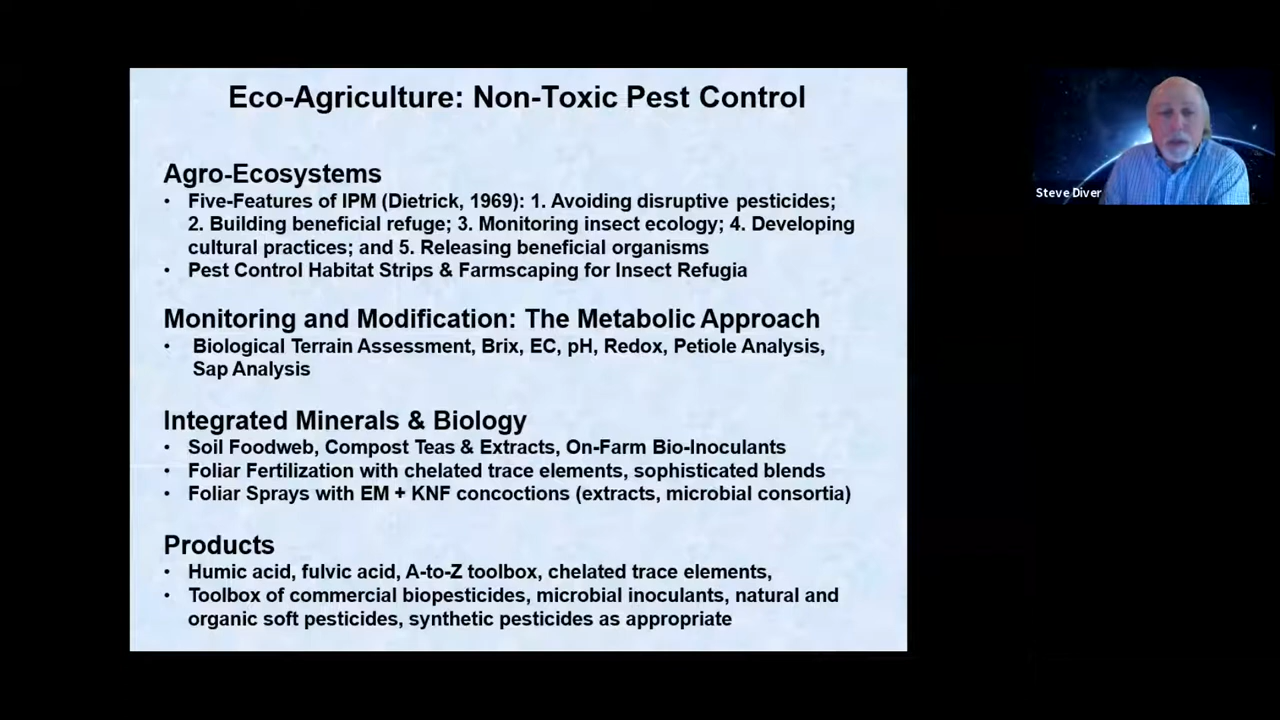 Eco-Agriculture: Non-Toxic Pest Control
Agro-Ecosystems
• Five-Features of IPM (Dietrick, 1969): 1. Avoiding disruptive pesticides;
2. Building beneficial refuge; 3. Monitoring insect ecology; 4. Developing
cultural practices; and 5. Releasing beneficial organisms
• Pest Control Habitat Strips & Farmscaping for Insect Refugia
Monitoring and Modification: The Metabolic Approach
• Biological Terrain Assessment, Brix, EC, pH, Redox, Petiole Analysis,
Sap Analysis
Integrated Minerals & Biology
• Soil Foodweb, Compost Teas & Extracts, On-Farm Bio-Inoculants
• Foliar Fertilization with chelated trace elements, sophisticated blends
• Foliar Sprays with EM + KNF concoctions (extracts, microbial consortia)
Products
• Humic acid, fulvic acid, A-to-Z toolbox, chelated trace elements,
• Toolbox of commercial biopesticides, microbial inoculants, natural and
organic soft pesticides, synthetic pesticides as appropriate
Steve Diver